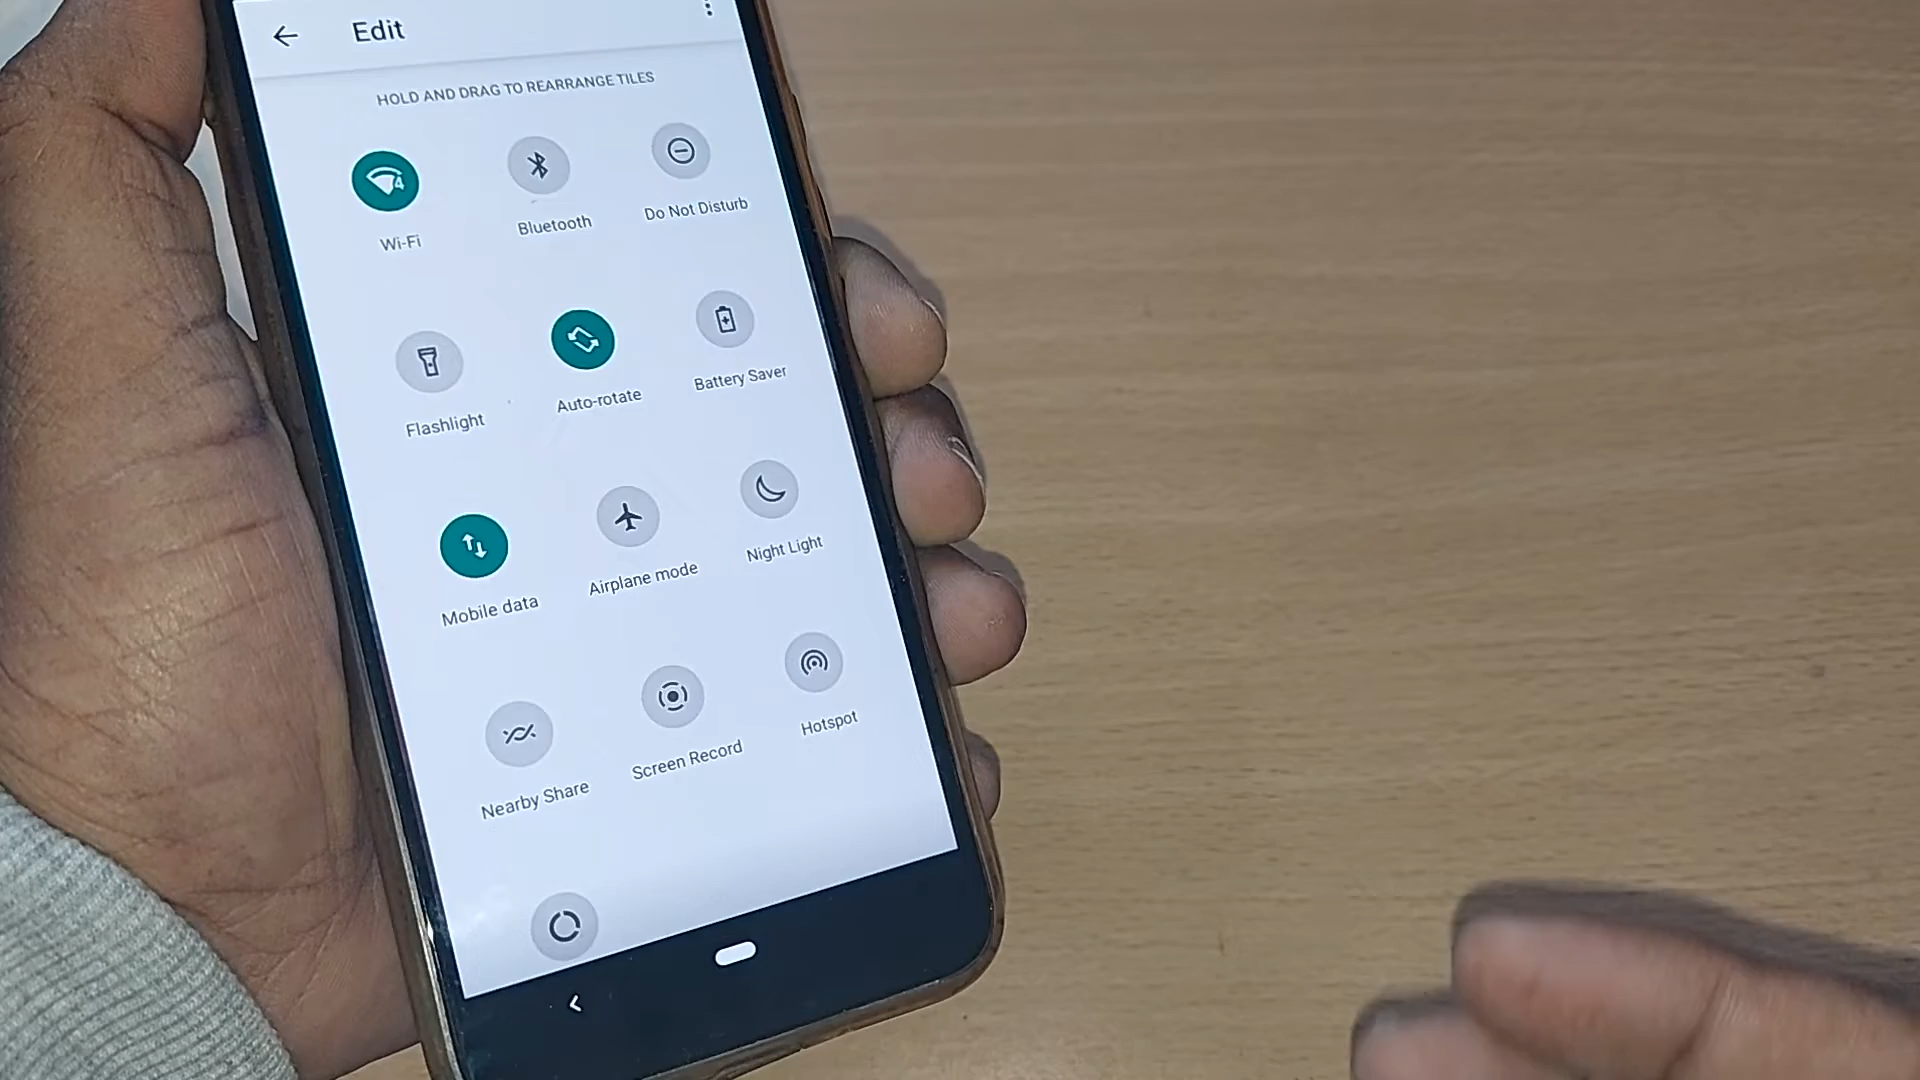 Edit
HOLD AND DRAG TO REARRANGE TILES
Wi-Fi
Bluetooth
Do Not Disturb
Flashlight
Auto-rotate
Battery Saver
Mobile data
Airplane mode
Night Light
Nearby Share
Screen Record
Hotspot